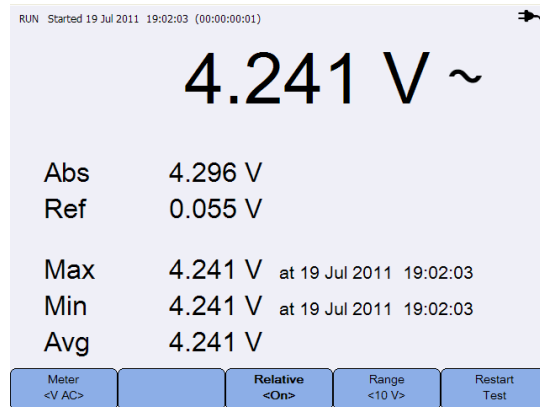 RUN Started 19 Jul 2011 19:02:03 (00:00:00:01)
4.241 V ~
Abs 4.296 V
Ref 0.055 V
Max 4.241 V at 19 Jul 2011 19:02:03
Min 4.241 V at 19 Jul 2011 19:02:03
Avg 4.241 V
Meter Relative Range Restart
<V AC> <On> <10 V> Test